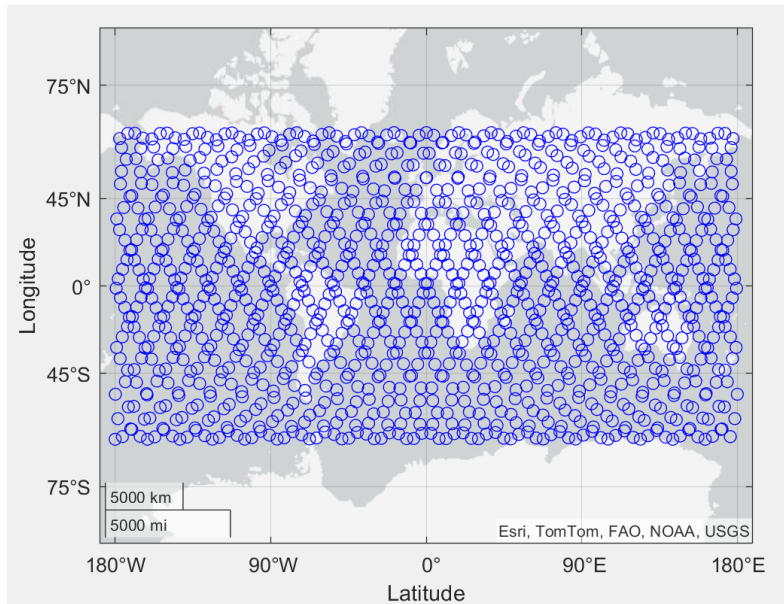 75°N
45°N
0°
45°S
75°S
Longitude
5000 km
5000 mi
Esri, TomTom, FAO, NOAA, USGS
180°W 90°W 0° 90°E 180°E
Latitude